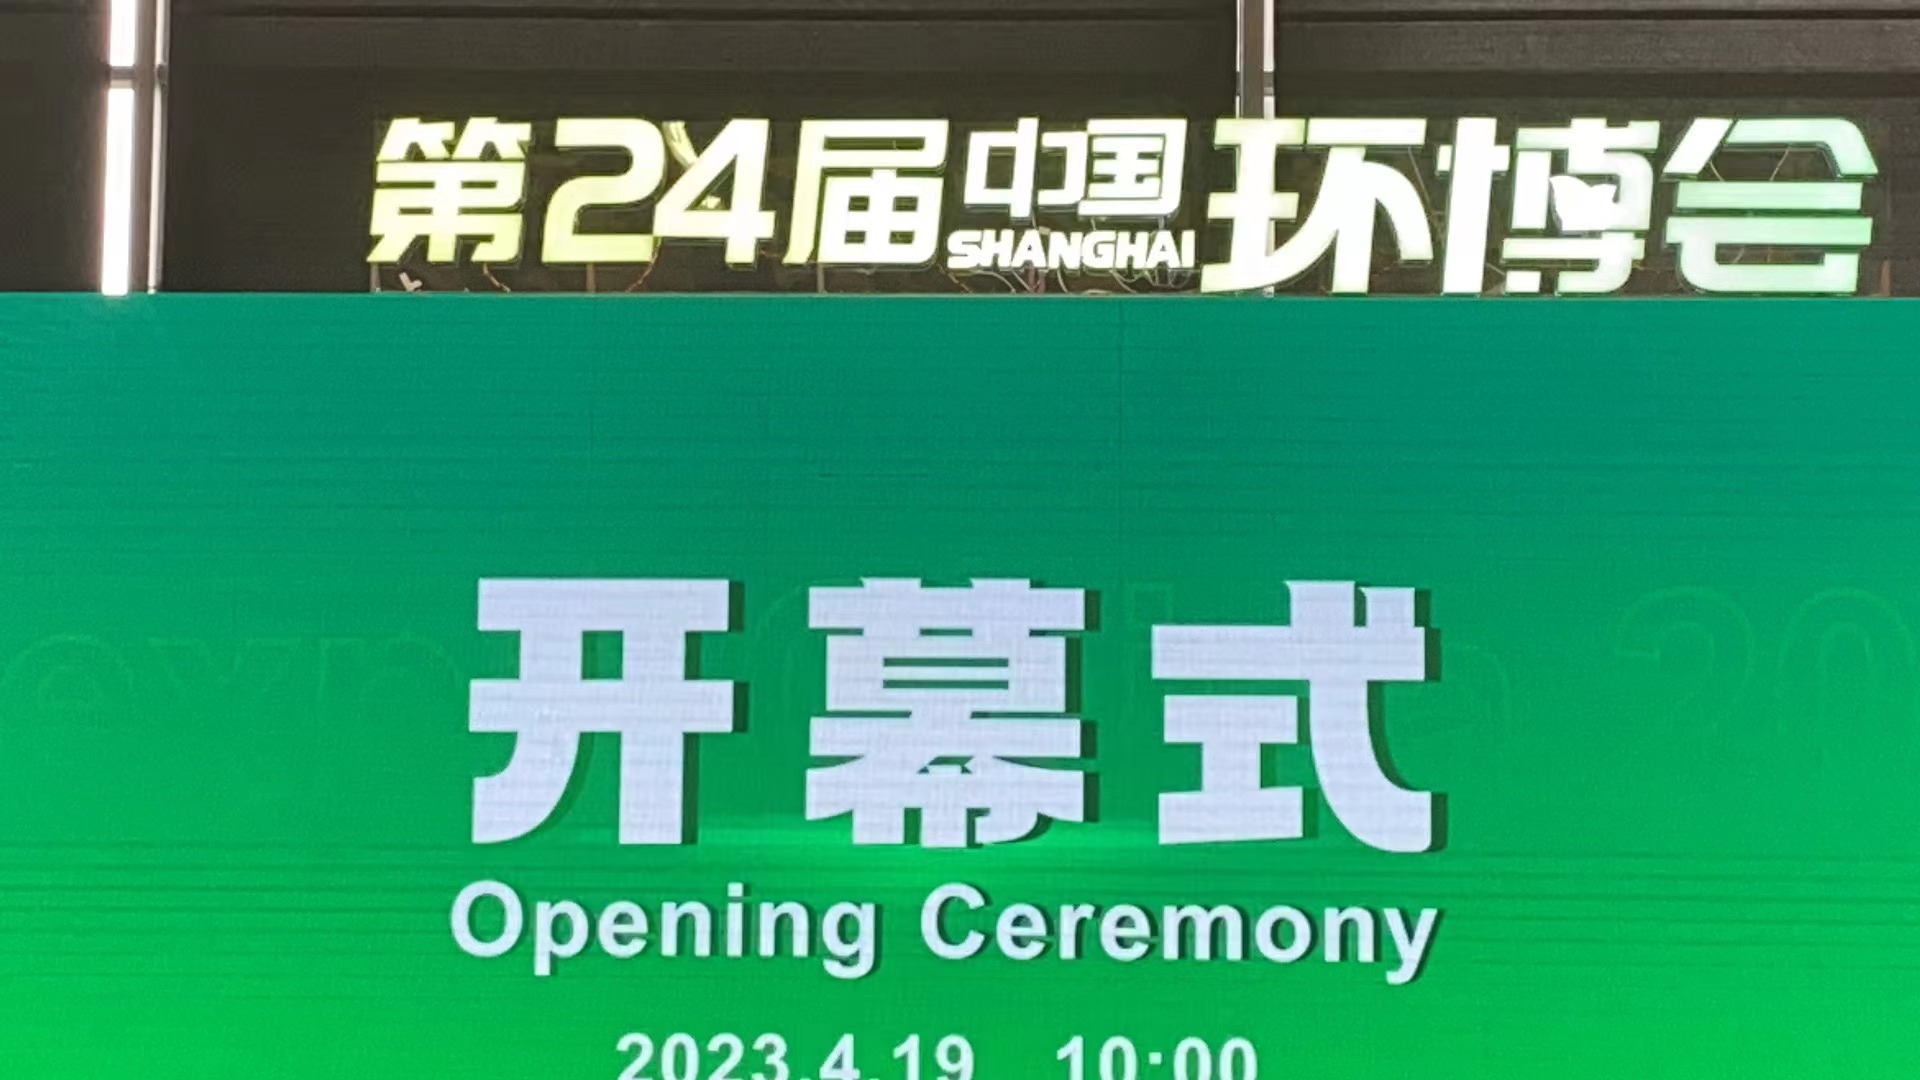 第24届中国环博会
SHANGHAI
开幕式
Opening Ceremony
2023.4.19 10:00